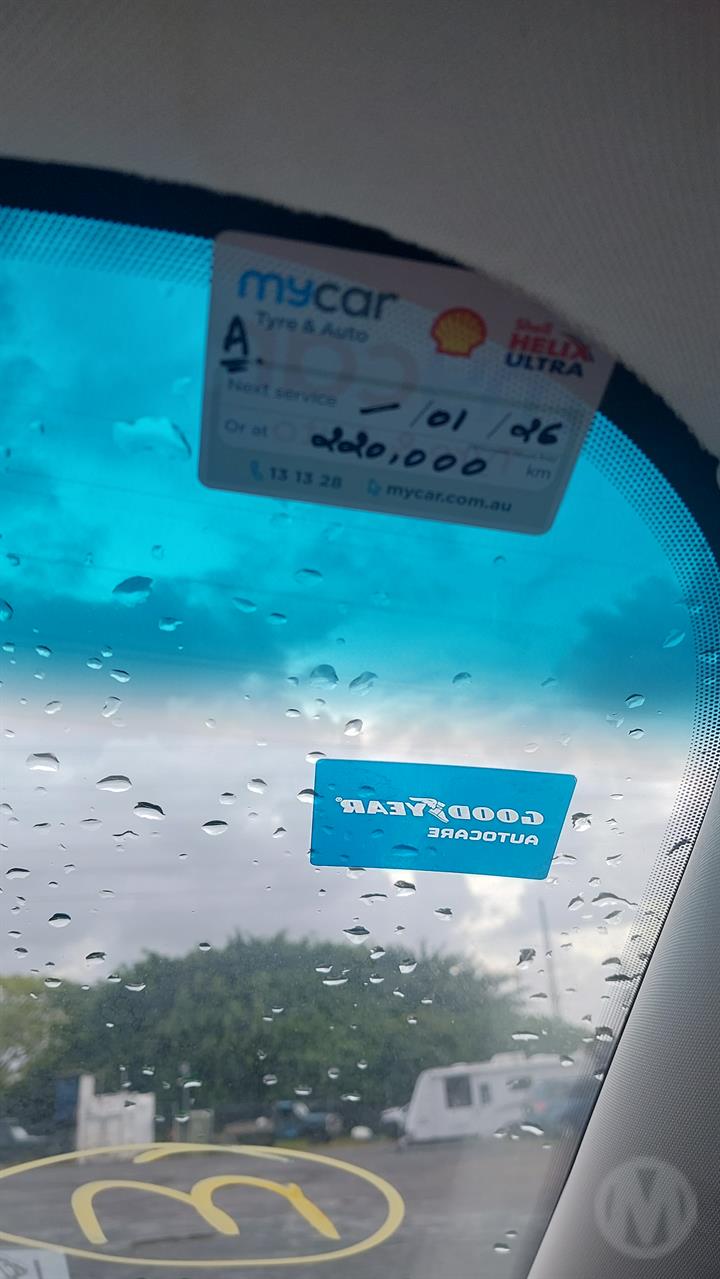 mycar
Tyre & Auto
Shell
HELIX
ULTRA
A.
Next service — /01 /26
Or at 220,000 km
13 13 28 mycar.com.au
GOODYEAR
AUTOCARE
M
M